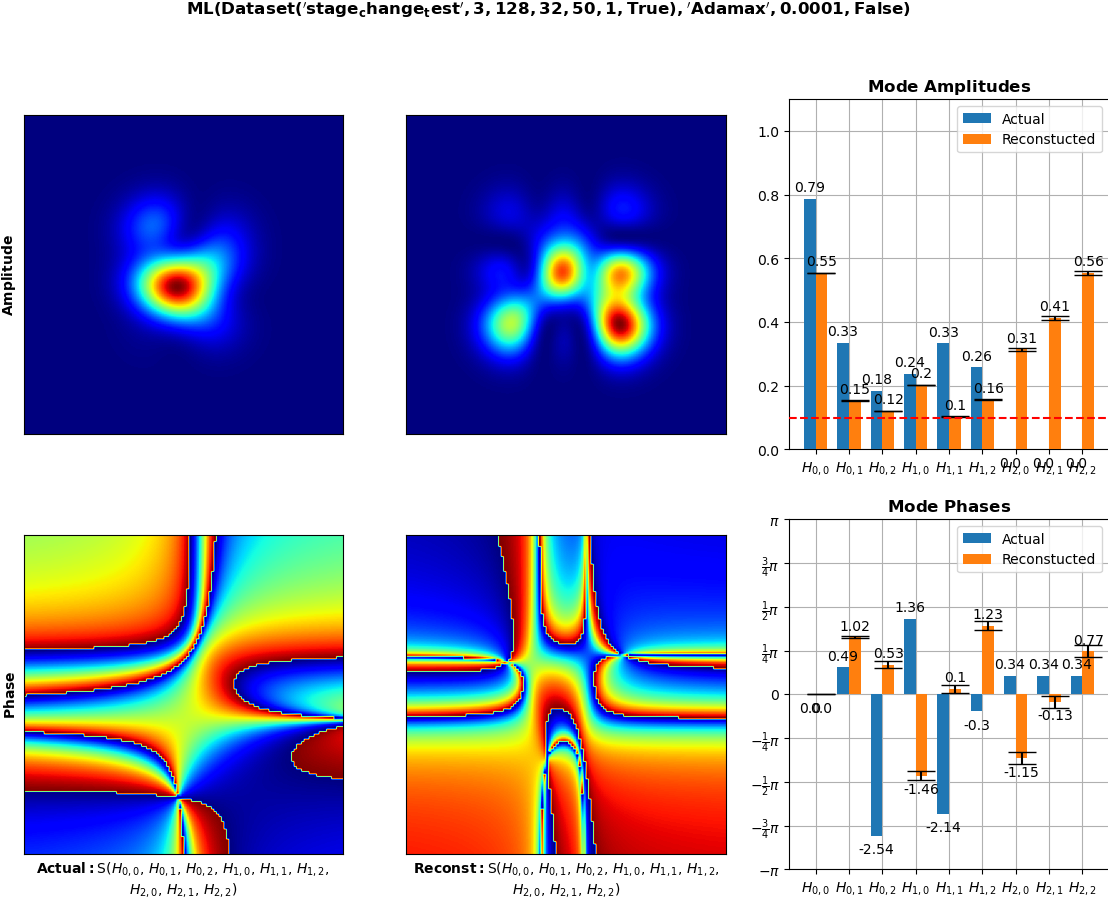 ML(Dataset('stage_change_test', 3, 128, 32, 50, 1, True), 'Adamax', 0.0001, False)
Amplitude
Mode Amplitudes
Actual
Reconstucted
1.0
0.8
0.6
0.4
0.2
0.0
0.79
0.55
0.33
0.15
0.18
0.12
0.24
0.2
0.33
0.1
0.26
0.16
0.0
0.31
0.0
0.41
0.0
0.56
H0,0 H0,1 H0,2 H1,0 H1,1 H1,2 H2,0 H2,1 H2,2
Phase
Actual: S(H0,0, H0,1, H0,2, H1,0, H1,1, H1,2,
H2,0, H2,1, H2,2)
Reconst: S(H0,0, H0,1, H0,2, H1,0, H1,1, H1,2,
H2,0, H2,1, H2,2)
Mode Phases
Actual
Reconstucted
π
3/4π
1/2π
1/4π
0
−1/4π
−1/2π
−3/4π
−π
0.0
0.0
0.49
1.02
-2.54
0.53
1.36
-1.46
-2.14
0.1
-0.3
1.23
0.34
-1.15
0.34
-0.13
0.34
0.77
H0,0 H0,1 H0,2 H1,0 H1,1 H1,2 H2,0 H2,1 H2,2